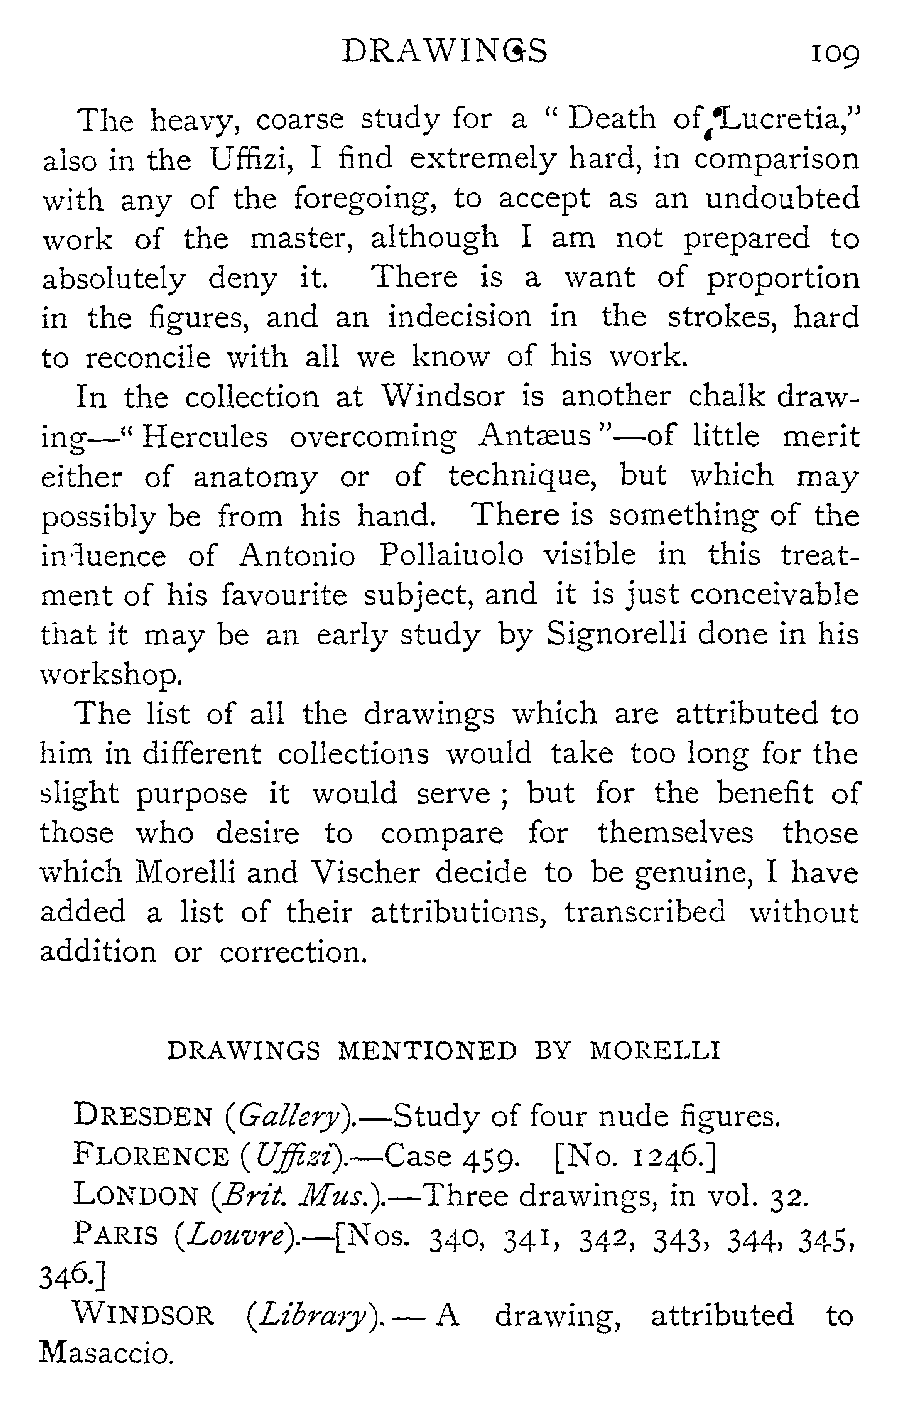 DRAWINGS 109
The heavy, coarse study for a “ Death of Lucretia,”
also in the Uffizi, I find extremely hard, in comparison
with any of the foregoing, to accept as an undoubted
work of the master, although I am not prepared to
absolutely deny it. There is a want of proportion
in the figures, and an indecision in the strokes, hard
to reconcile with all we know of his work.
In the collection at Windsor is another chalk draw-
ing—“ Hercules overcoming Antæus ”—of little merit
either of anatomy or of technique, but which may
possibly be from his hand. There is something of the
influence of Antonio Pollaiuolo visible in this treat-
ment of his favourite subject, and it is just conceivable
that it may be an early study by Signorelli done in his
workshop.
The list of all the drawings which are attributed to
him in different collections would take too long for the
slight purpose it would serve ; but for the benefit of
those who desire to compare for themselves those
which Morelli and Vischer decide to be genuine, I have
added a list of their attributions, transcribed without
addition or correction.
DRAWINGS MENTIONED BY MORELLI
DRESDEN (Gallery).—Study of four nude figures.
FLORENCE (Uffizi).—Case 459. [No. 1246.]
LONDON (Brit. Mus.).—Three drawings, in vol. 32.
PARIS (Louvre).—[Nos. 340, 341, 342, 343, 344, 345,
346.]
WINDSOR (Library).—A drawing, attributed to
Masaccio.